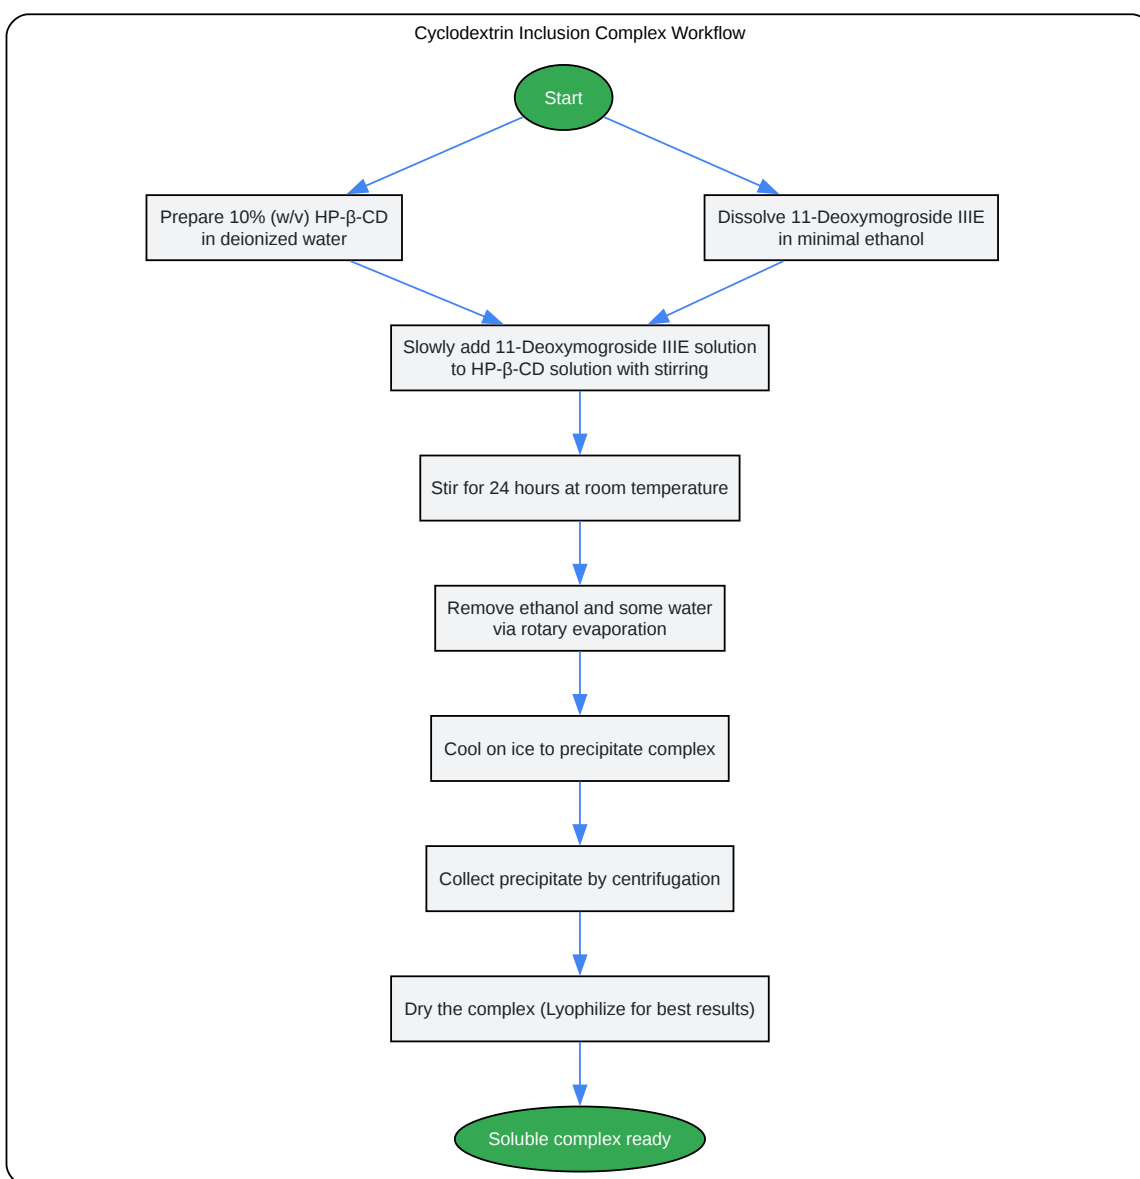 Cyclodextrin Inclusion Complex Workflow
Start
Prepare 10% (w/v) HP-β-CD
in deionized water
Dissolve 11-Deoxymogroside IIIE
in minimal ethanol
Slowly add 11-Deoxymogroside IIIE solution
to HP-β-CD solution with stirring
Stir for 24 hours at room temperature
Remove ethanol and some water
via rotary evaporation
Cool on ice to precipitate complex
Collect precipitate by centrifugation
Dry the complex (Lyophilize for best results)
Soluble complex ready